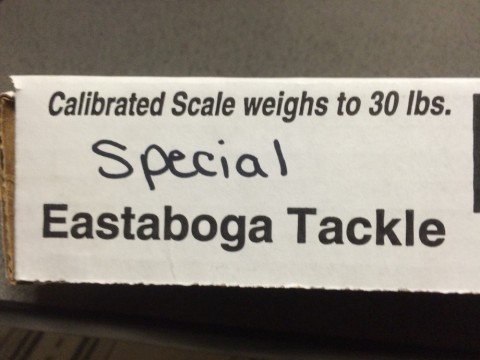 Calibrated Scale weighs to 30 lbs.
Special
Eastaboga Tackle